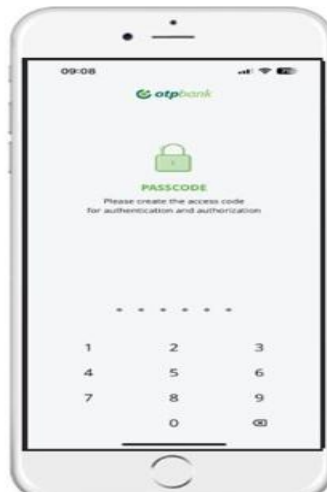 09:08
otpbank
PASSCODE
Please create the access code
for authentication and authorization
1 2 3
4 5 6
7 8 9
0